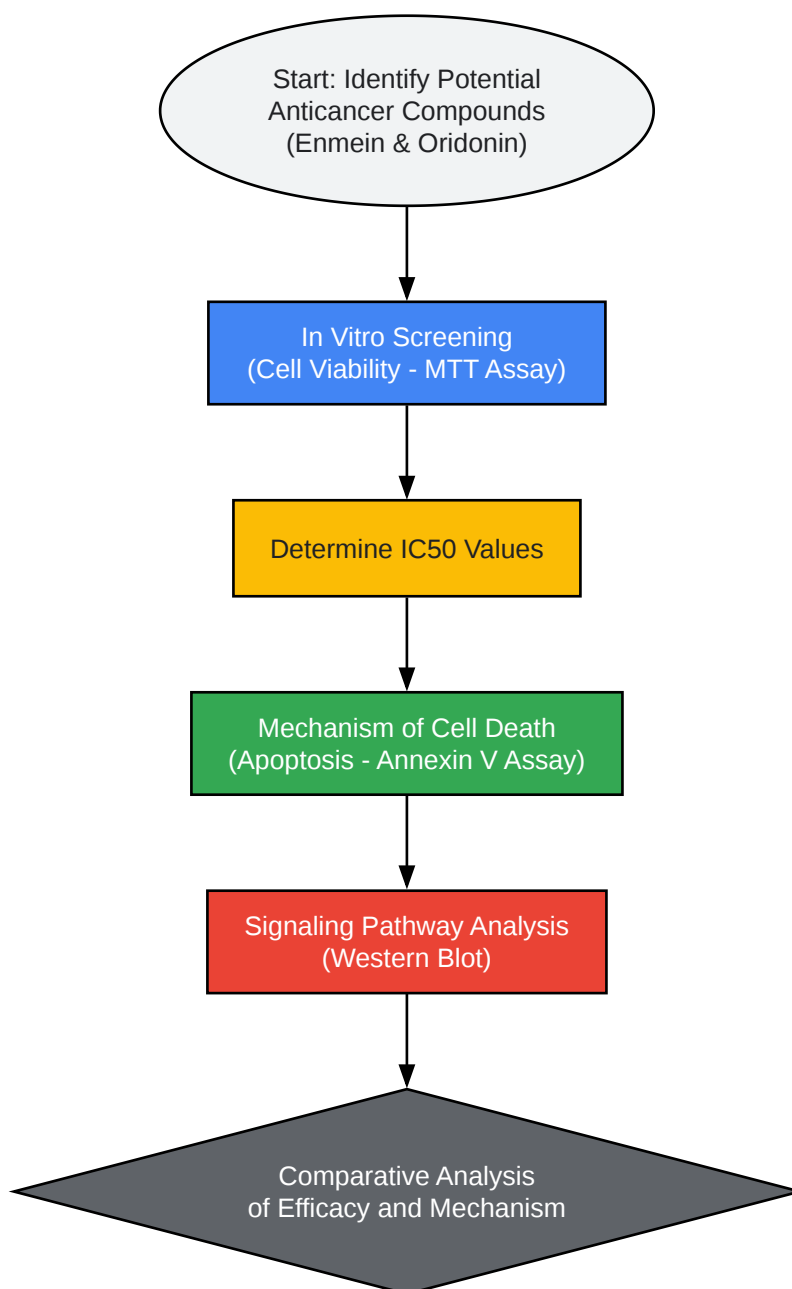 Start: Identify Potential
Anticancer Compounds
(Enmein & Oridonin)
In Vitro Screening
(Cell Viability - MTT Assay)
Determine IC50 Values
Mechanism of Cell Death
(Apoptosis - Annexin V Assay)
Signaling Pathway Analysis
(Western Blot)
Comparative Analysis
of Efficacy and Mechanism